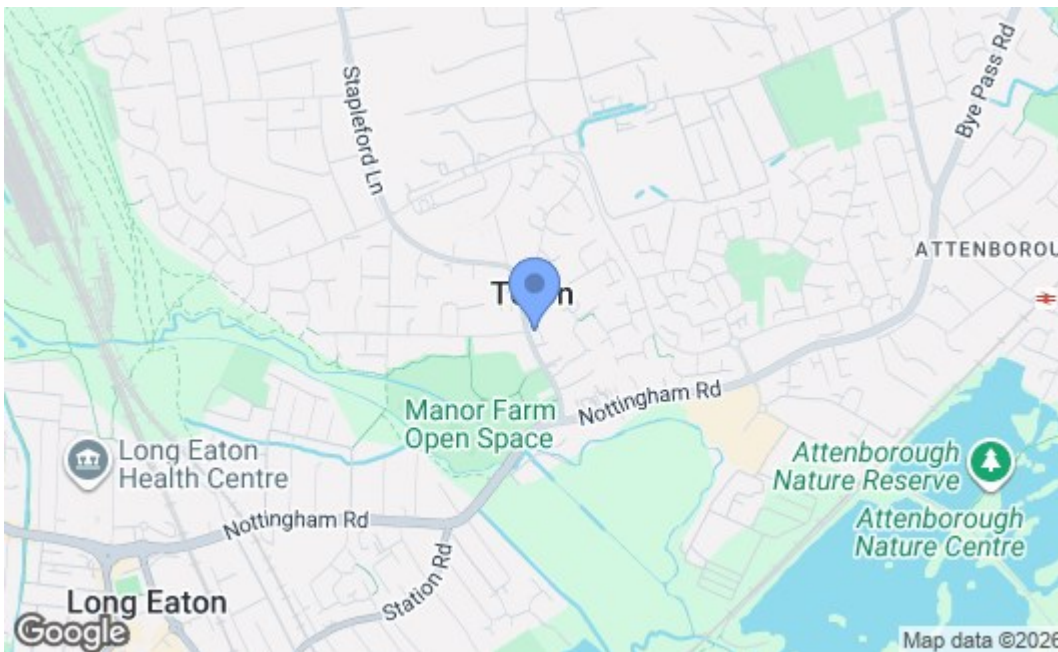 Stapleford Ln
Bye Pass Rd
ATTENBOROU
Nottingham Rd
Manor Farm
Open Space
Long Eaton
Health Centre
Attenborough
Nature Reserve
Attenborough
Nature Centre
Nottingham Rd
Station Rd
Long Eaton
Google
Map data ©2026